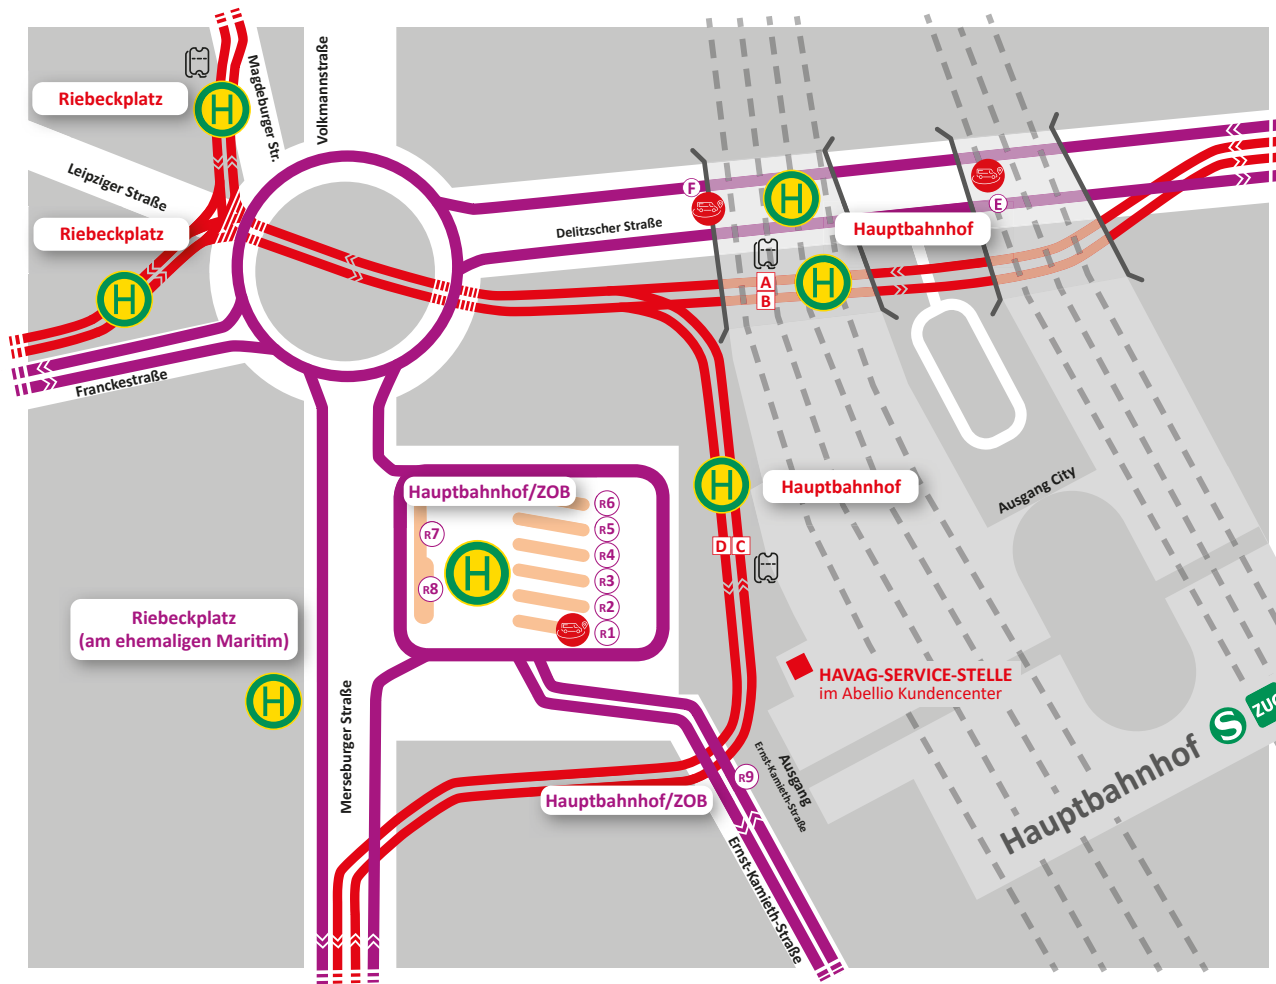 Riebeckplatz
H
Magdeburger Str.
Volkmannstraße
Leipziger Straße
Riebeckplatz
H
Franckestraße
Delitzscher Straße
F
H
E
Hauptbahnhof
A
B
H
H
Hauptbahnhof
D
C
Ausgang City
Hauptbahnhof/ZOB
R7
R8
H
R6
R5
R4
R3
R2
R1
Riebeckplatz
(am ehemaligen Maritim)
H
Merseburger Straße
HAVAG-SERVICE-STELLE
im Abellio Kundencenter
Ausgang
Ernst-Kamieth-Straße
R9
Hauptbahnhof/ZOB
Ernst-Kamieth-Straße
Hauptbahnhof
S
ZUG